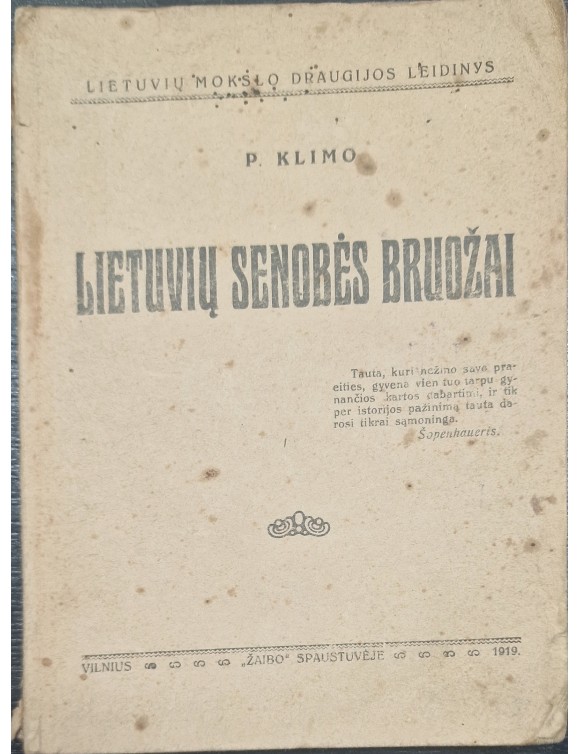 LIETUVIŲ MOKSLO DRAUGIJOS LEIDINYS
P. KLIMO
LIETUVIŲ SENOBĖS BRUOŽAI
Tauta, kuri nežino savo pra-
eities, gyvena vien tuo tarpu gy-
nančios kartos dabartimi, ir tik
per istorijos pažinimą tauta da-
rosi tikrai sąmoninga.
Šopenhaueris.
VILNIUS „ŽAIBO“ SPAUSTUVĖJE 1919.